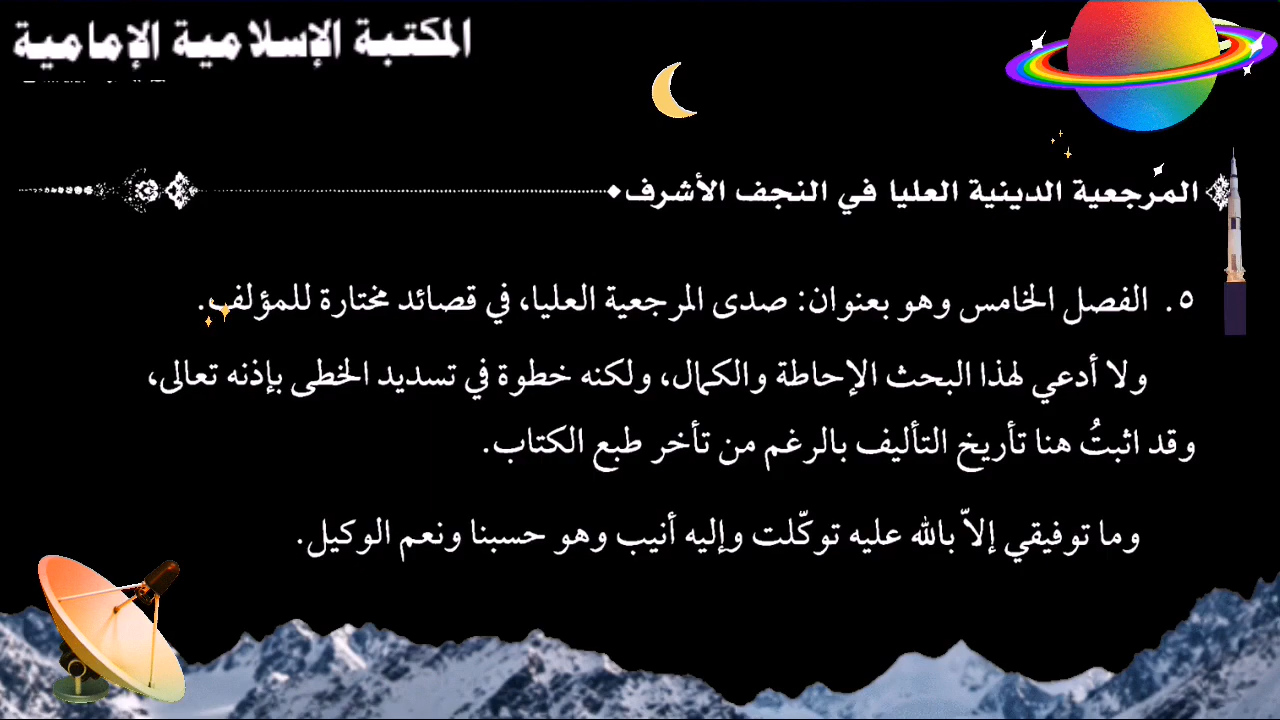 المكتبة الإسلامية الإمامية
المرجعية الدينية العليا في النجف الأشرف
٥. الفصل الخامس وهو بعنوان: صدى المرجعية العليا، في قصائد مختارة للمؤلف.
ولا أدعي لهذا البحث الإحاطة والكمال، ولكنه خطوة في تسديد الخطى بإذنه تعالى،
وقد اثبتُ هنا تأريخ التأليف بالرغم من تأخر طبع الكتاب.
وما توفيقي إلاّ بالله عليه توكّلت وإليه أنيب وهو حسبنا ونعم الوكيل.